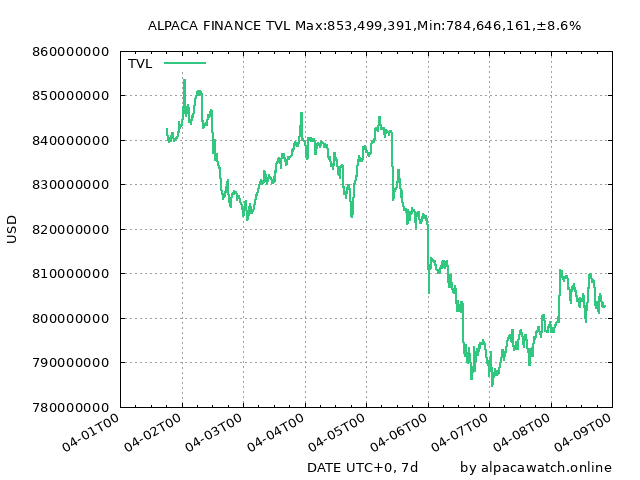 ALPACA FINANCE TVL Max:853,499,391,Min:784,646,161,±8.6%
TVL
860000000
850000000
840000000
830000000
820000000
810000000
800000000
790000000
780000000
USD
04-01T00
04-02T00
04-03T00
04-04T00
04-05T00
04-06T00
04-07T00
04-08T00
04-09T00
DATE UTC+0, 7d
by alpacawatch.online